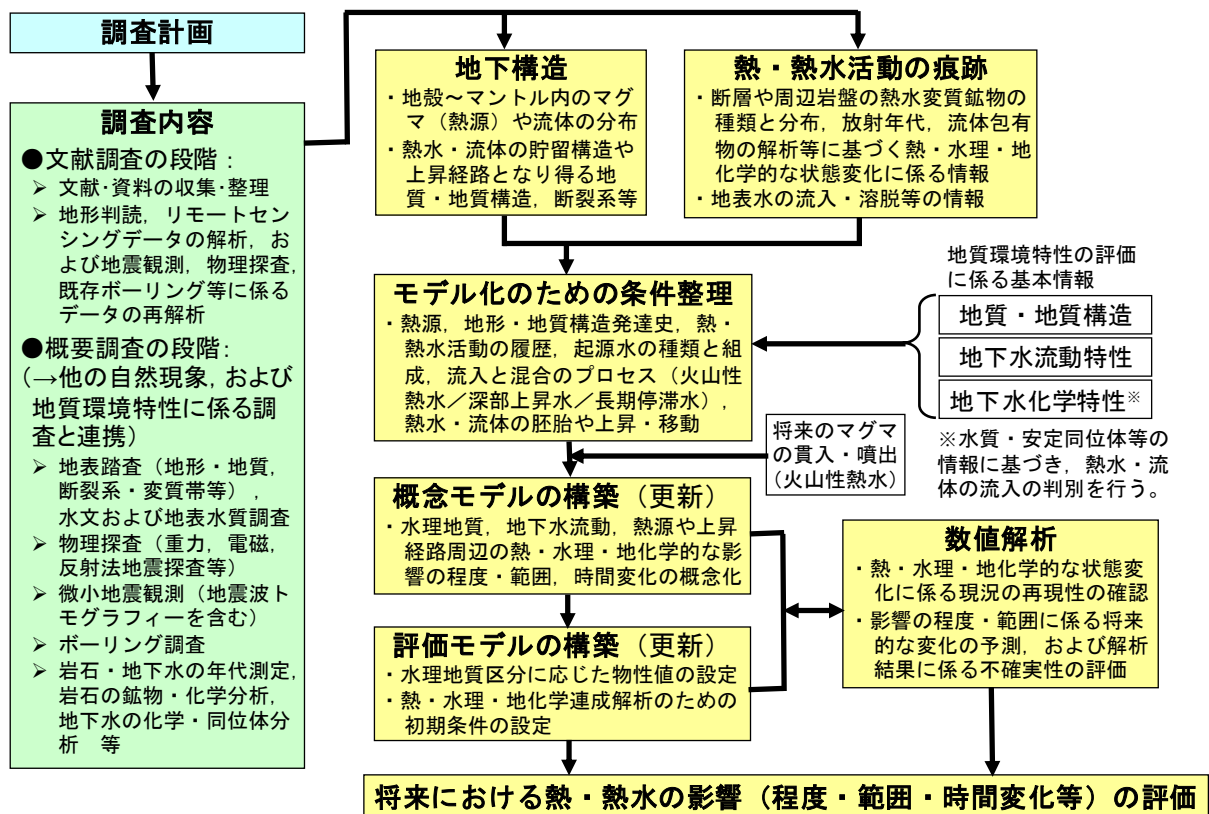 調査計画
調査内容
●文献調査の段階：
➢ 文献･資料の収集･整理
➢ 地形判読，リモートセン
シングデータの解析，お
よび地震観測，物理探査，
既存ボーリング等に係る
データの再解析
●概要調査の段階：
（→他の自然現象，および
地質環境特性に係る調
査と連携）
➢ 地表踏査（地形・地質，
断裂系・変質帯等），
水文および地表水質調査
➢ 物理探査（重力，電磁，
反射法地震探査等）
➢ 微小地震観測（地震波ト
モグラフィーを含む）
➢ ボーリング調査
➢ 岩石・地下水の年代測定，
岩石の鉱物・化学分析，
地下水の化学・同位体分
析　等
地下構造
・地殻～マントル内のマグ
マ（熱源）や流体の分布
・熱水・流体の貯留構造や
上昇経路となり得る地
質・地質構造，断裂系等
熱・熱水活動の痕跡
・断層や周辺岩盤の熱水変質鉱物の
種類と分布，放射年代，流体包有
物の解析等に基づく熱・水理・地
化学的な状態変化に係る情報
・地表水の流入・溶脱等の情報
モデル化のための条件整理
・熱源，地形・地質構造発達史，熱・
熱水活動の履歴，起源水の種類と組
成，流入と混合のプロセス（火山性
熱水／深部上昇水／長期停滞水），
熱水・流体の胚胎や上昇・移動
地質環境特性の評価
に係る基本情報
地質・地質構造
地下水流動特性
地下水化学特性※
※水質・安定同位体等の
情報に基づき，熱水・流
体の流入の判別を行う。
将来のマグマ
の貫入・噴出
（火山性熱水）
概念モデルの構築（更新）
・水理地質，地下水流動，熱源や上昇
経路周辺の熱・水理・地化学的な影
響の程度・範囲，時間変化の概念化
評価モデルの構築（更新）
・水理地質区分に応じた物性値の設定
・熱・水理・地化学連成解析のための
初期条件の設定
数値解析
・熱・水理・地化学的な状態変
化に係る現況の再現性の確認
・影響の程度・範囲に係る将来
的な変化の予測，および解析
結果に係る不確実性の評価
将来における熱・熱水の影響（程度・範囲・時間変化等）の評価